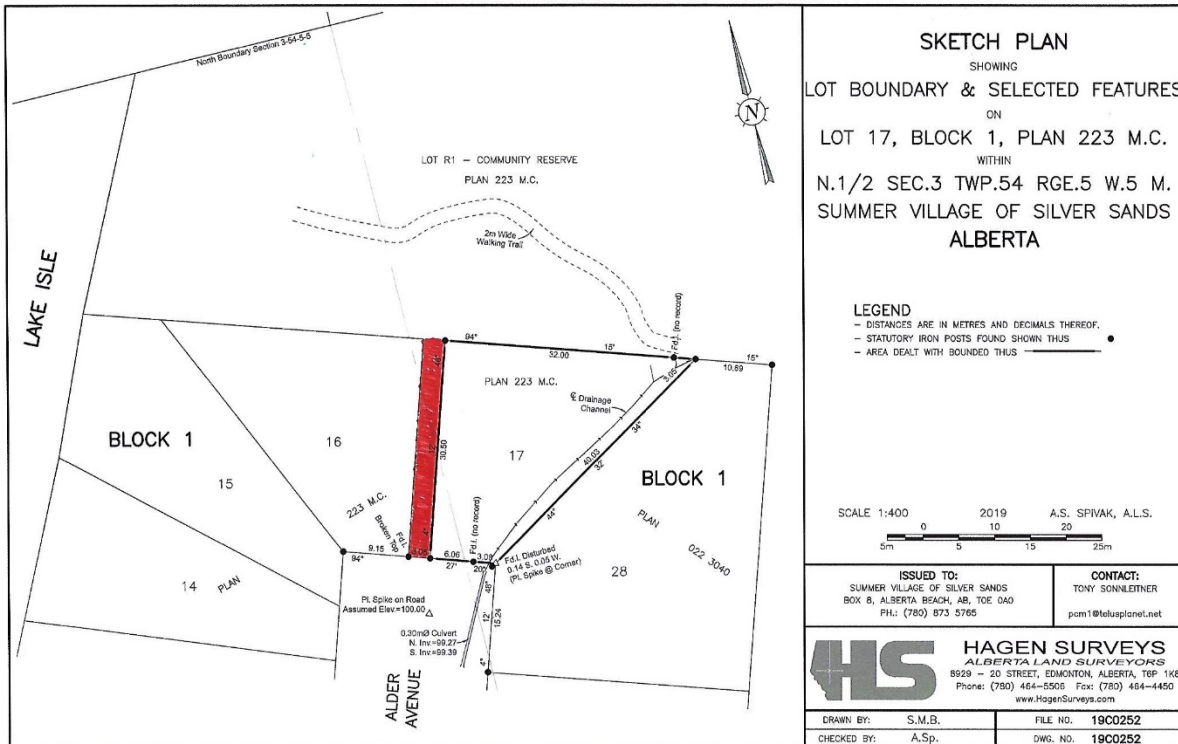 North Boundary Section 3-54-5-5
LAKE ISLE
LOT R1 – COMMUNITY RESERVE
PLAN 223 M.C.
2m Wide
Walking Trail
N
Fd.I. (no record)
94"
52.00
15"
15"
10.69
3.05
PLAN 223 M.C.
℄ Drainage
Channel
34"
40.03
32'
44"
30.50
12'
BLOCK 1
16
17
15
14
PLAN
BLOCK 1
PLAN
022 3040
28
223 M.C.
Fd.I.
Broken Top
94"
9.15
3.05
6.06
27'
Fd.I. (no record)
3.08
20"
Fd.I. Disturbed
0.14 S. 0.05 W.
(Pl. Spike @ Corner)
48"
12'
15.24
4"
Pl. Spike on Road
Assumed Elev.=100.00
0.30mØ Culvert
N. Inv.=99.27
S. Inv.=99.39
ALDER
AVENUE
SKETCH PLAN
SHOWING
LOT BOUNDARY & SELECTED FEATURES
ON
LOT 17, BLOCK 1, PLAN 223 M.C.
WITHIN
N.1/2 SEC.3 TWP.54 RGE.5 W.5 M.
SUMMER VILLAGE OF SILVER SANDS
ALBERTA
LEGEND
– DISTANCES ARE IN METRES AND DECIMALS THEREOF.
– STATUTORY IRON POSTS FOUND SHOWN THUS
– AREA DEALT WITH BOUNDED THUS
SCALE 1:400 2019 A.S. SPIVAK, A.L.S.
5m 0 5 10 15 20 25m
ISSUED TO:
SUMMER VILLAGE OF SILVER SANDS
BOX 8, ALBERTA BEACH, AB, T0E 0A0
PH.: (780) 873 5765
CONTACT:
TONY SONNLEITNER
pcm1@telusplanet.net
HS
HAGEN SURVEYS
ALBERTA LAND SURVEYORS
8929 – 20 STREET, EDMONTON, ALBERTA, T6P 1K8
Phone: (780) 464-5506 Fax: (780) 464-4450
www.HagenSurveys.com
DRAWN BY: S.M.B.
FILE NO. 19C0252
CHECKED BY: A.Sp.
DWG. NO. 19C0252